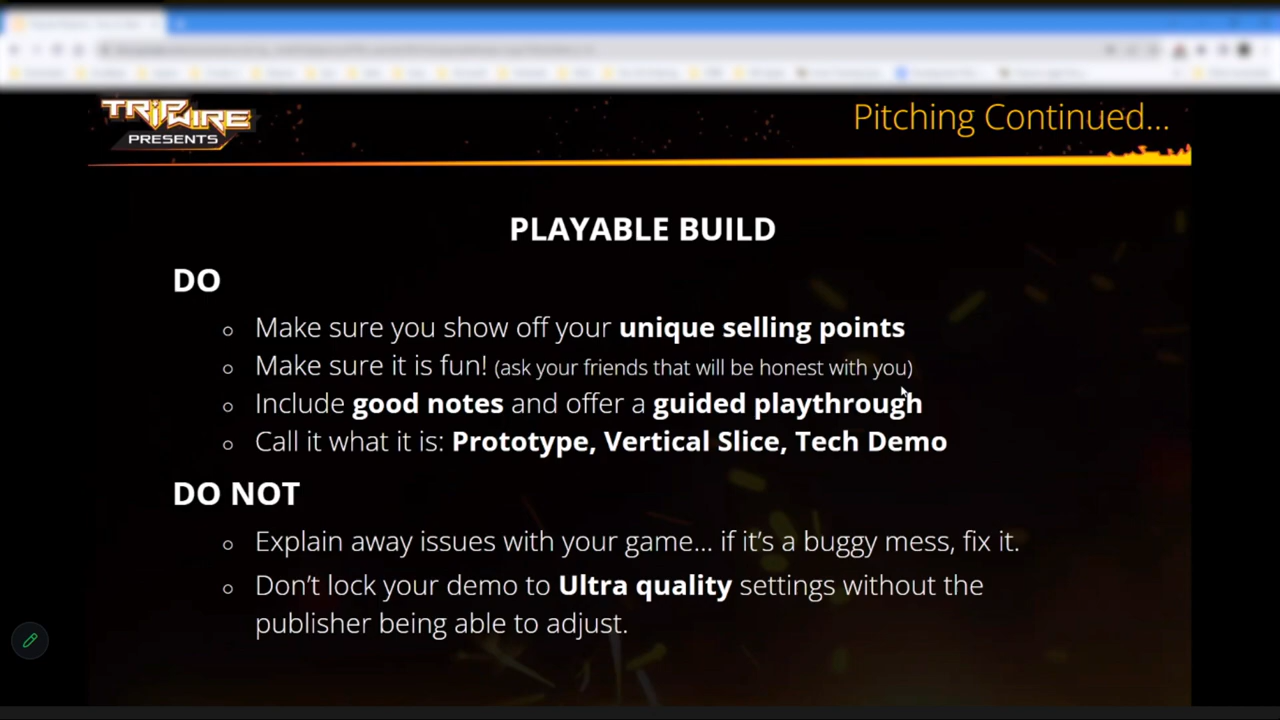 TRIPWIRE
PRESENTS
Pitching Continued...
PLAYABLE BUILD
DO
Make sure you show off your unique selling points
Make sure it is fun! (ask your friends that will be honest with you)
Include good notes and offer a guided playthrough
Call it what it is: Prototype, Vertical Slice, Tech Demo
DO NOT
Explain away issues with your game... if it's a buggy mess, fix it.
Don't lock your demo to Ultra quality settings without the
publisher being able to adjust.